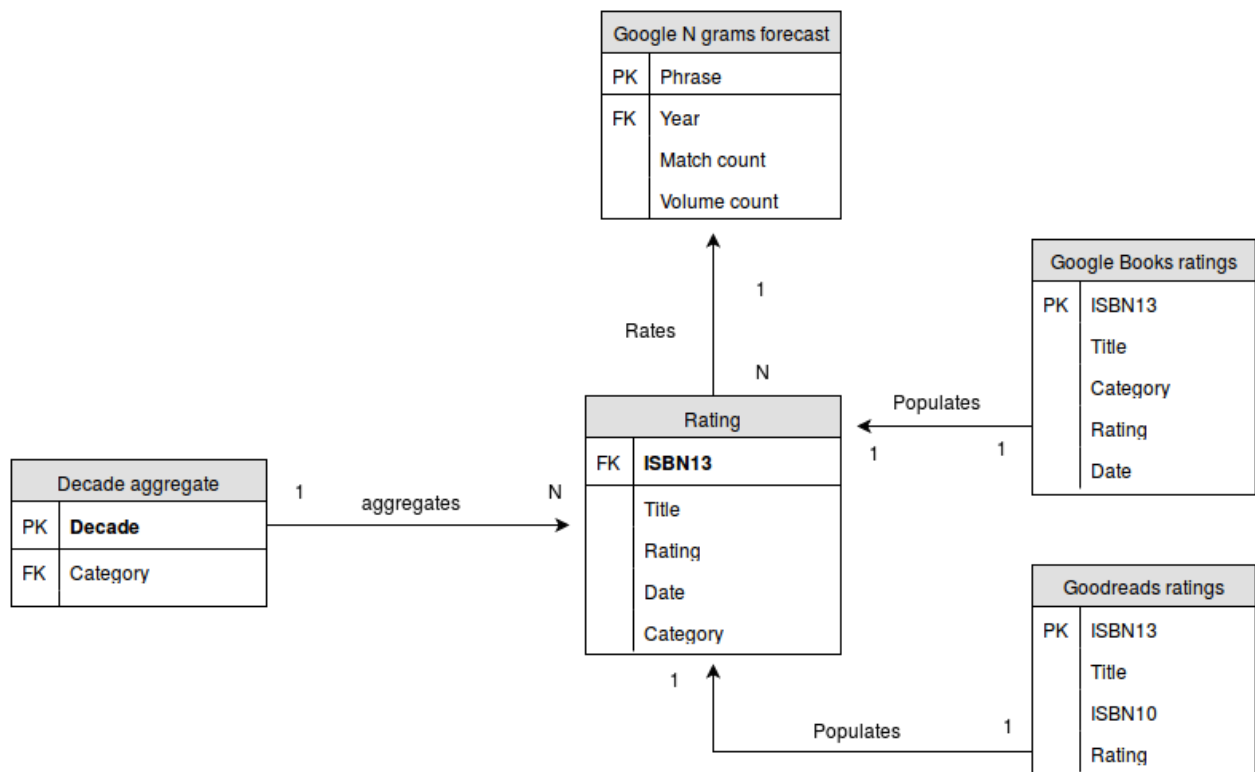 Google N grams forecast
PK Phrase
FK Year
Match count
Volume count
1
Rates
N
Google Books ratings
PK ISBN13
Title
Category
Rating
Date
Populates
1
1
Rating
FK ISBN13
Title
Rating
Date
Category
Decade aggregate
PK Decade
FK Category
1
aggregates
N
Goodreads ratings
PK ISBN13
Title
ISBN10
Rating
1
Populates
1